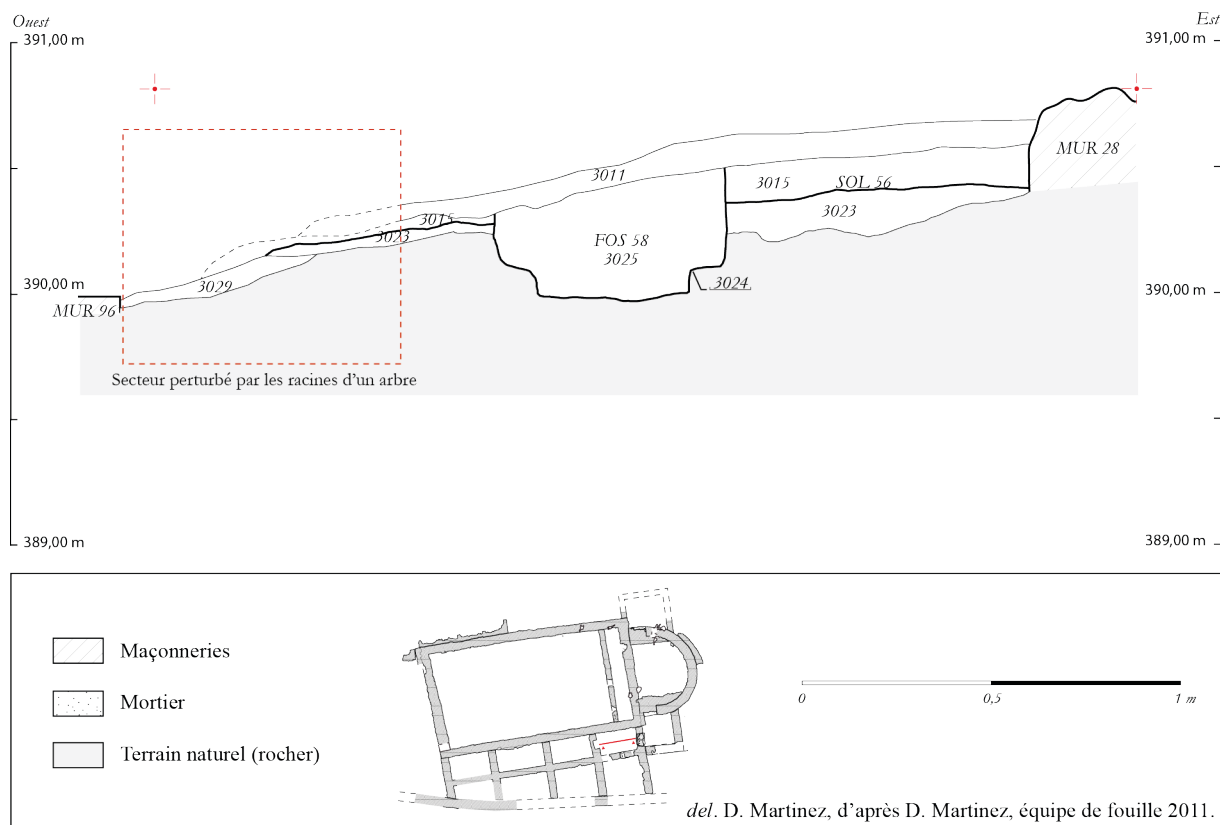 Ouest
Est
391,00 m
391,00 m
MUR 28
3011
3015
SOL 56
3015
3023
3023
FOS 58
3025
3029
3024
390,00 m
390,00 m
MUR 96
Secteur perturbé par les racines d’un arbre
389,00 m
389,00 m
Maçonneries
Mortier
Terrain naturel (rocher)
0
0,5
1 m
del. D. Martinez, d’après D. Martinez, équipe de fouille 2011.